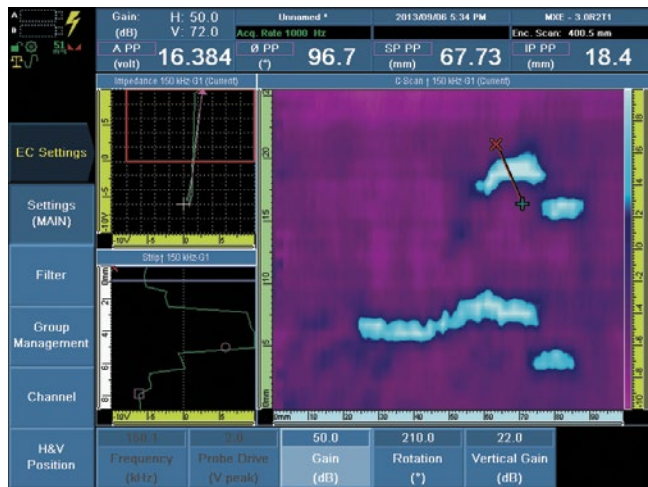 Gain: H: 50.0
(dB) V: 72.0
Unnamed *
2013/09/06 5:34 PM
MXE - 3.0R2T1
Acq. Rate 1000 Hz
Enc. Scan: 400.5 mm
A PP
(volt)
16.384
Ø PP
(°)
96.7
SP PP
(mm)
67.73
IP PP
(mm)
18.4
Impedance 150 kHz-G1 (Current)
C-Scan † 150 kHz-G1 (Current)
Strip† 150 kHz-G1
EC Settings
Settings
(MAIN)
Filter
Group
Management
Channel
H&V
Position
150.1
Frequency
(kHz)
2.0
Probe Drive
(V peak)
50.0
Gain
(dB)
210.0
Rotation
(°)
22.0
Vertical Gain
(dB)